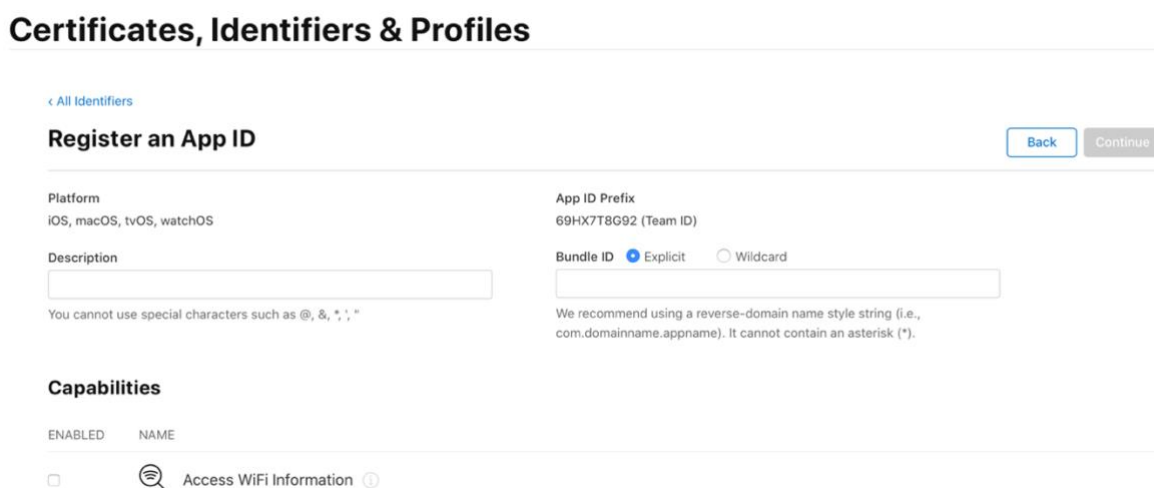 Certificates, Identifiers & Profiles
‹ All Identifiers
Register an App ID
Back
Continue
Platform
iOS, macOS, tvOS, watchOS
App ID Prefix
69HX7T8G92 (Team ID)
Description
You cannot use special characters such as @, &, *, ', "
Bundle ID Explicit Wildcard
We recommend using a reverse-domain name style string (i.e.,
com.domainname.appname). It cannot contain an asterisk (*).
Capabilities
ENABLED NAME
Access WiFi Information